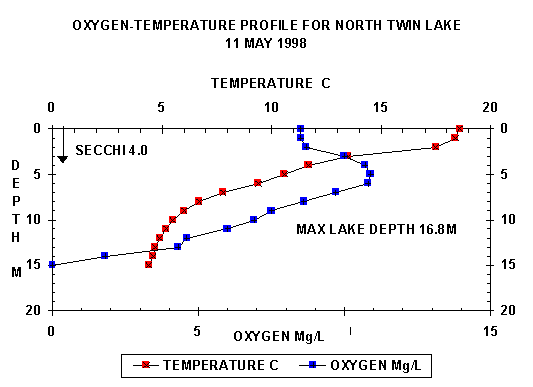 OXYGEN-TEMPERATURE PROFILE FOR NORTH TWIN LAKE
11 MAY 1998
TEMPERATURE C
0 5 10 15 20
0 0
SECCHI 4.0
5 5
DEPTH M
10 10
MAX LAKE DEPTH 16.8M
15 15
20 20
5 15
OXYGEN Mg/L
TEMPERATURE C OXYGEN Mg/L